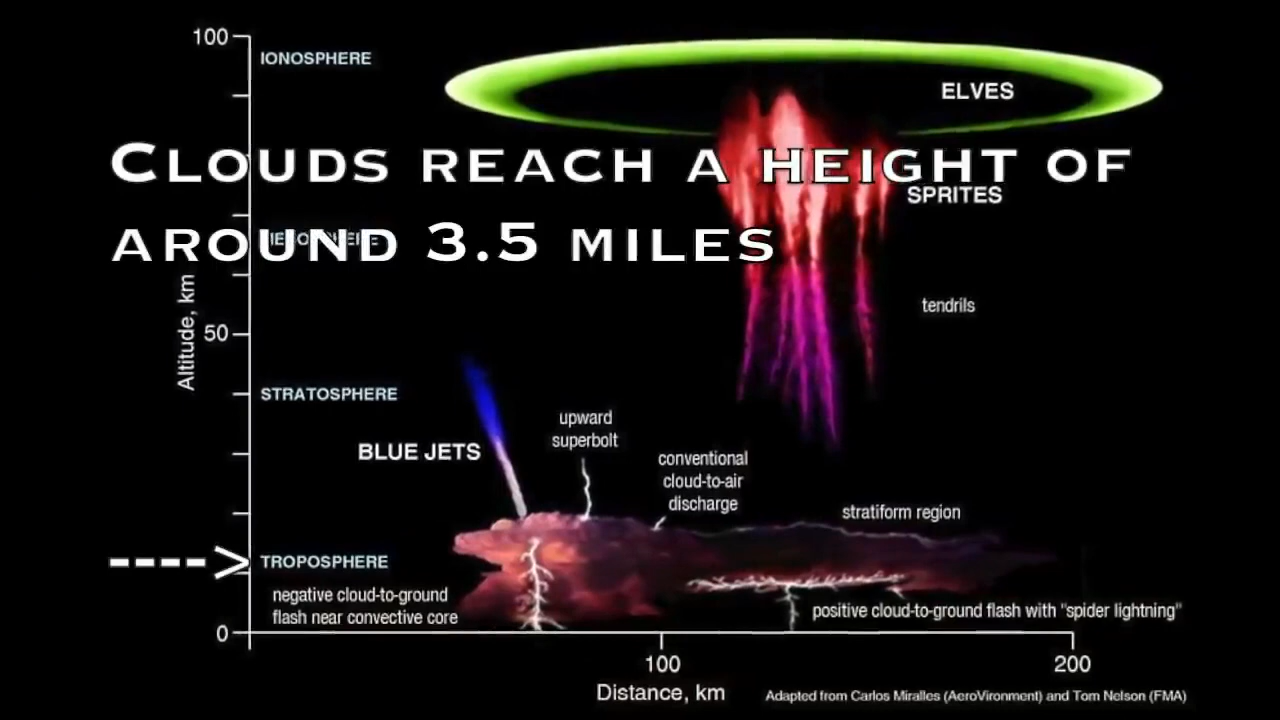 100
IONOSPHERE
ELVES
CLOUDS REACH A HEIGHT OF
SPRITES
AROUND 3.5 MILES
Altitude, km
tendrils
50
STRATOSPHERE
upward
superbolt
BLUE JETS
conventional
cloud-to-air
discharge
stratiform region
TROPOSPHERE
negative cloud-to-ground
flash near convective core
positive cloud-to-ground flash with "spider lightning"
0
100
200
Distance, km
Adapted from Carlos Miralles (AeroVironment) and Tom Nelson (FMA)